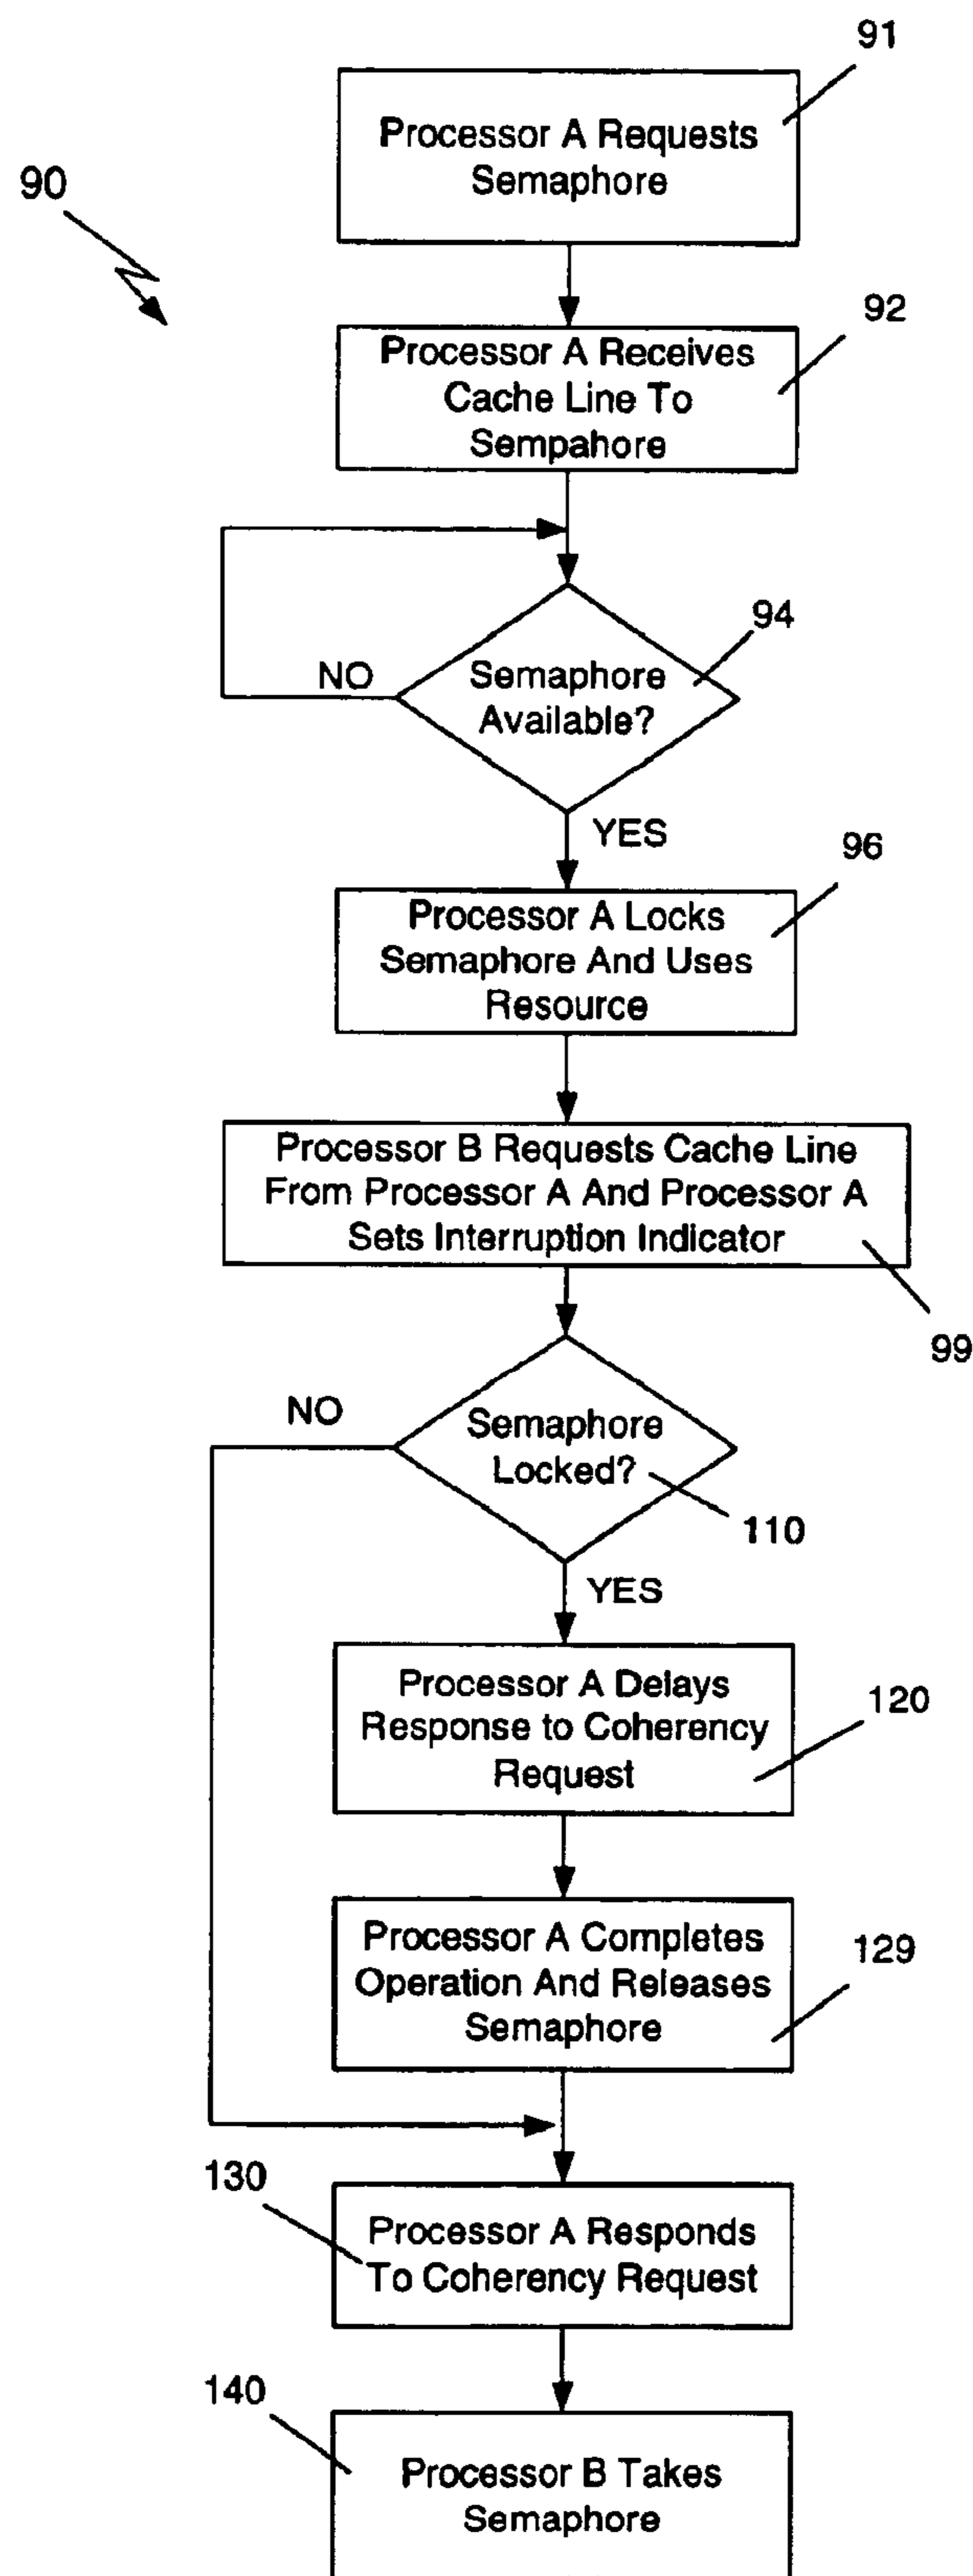 91
Processor A Requests
Semaphore
90
92
Processor A Receives
Cache Line To
Sempahore
94
NO
Semaphore
Available?
YES
96
Processor A Locks
Semaphore And Uses
Resource
Processor B Requests Cache Line
From Processor A And Processor A
Sets Interruption Indicator
99
NO
Semaphore
Locked?
110
YES
Processor A Delays
Response to Coherency
Request
120
Processor A Completes
Operation And Releases
Semaphore
129
130
Processor A Responds
To Coherency Request
140
Processor B Takes
Semaphore